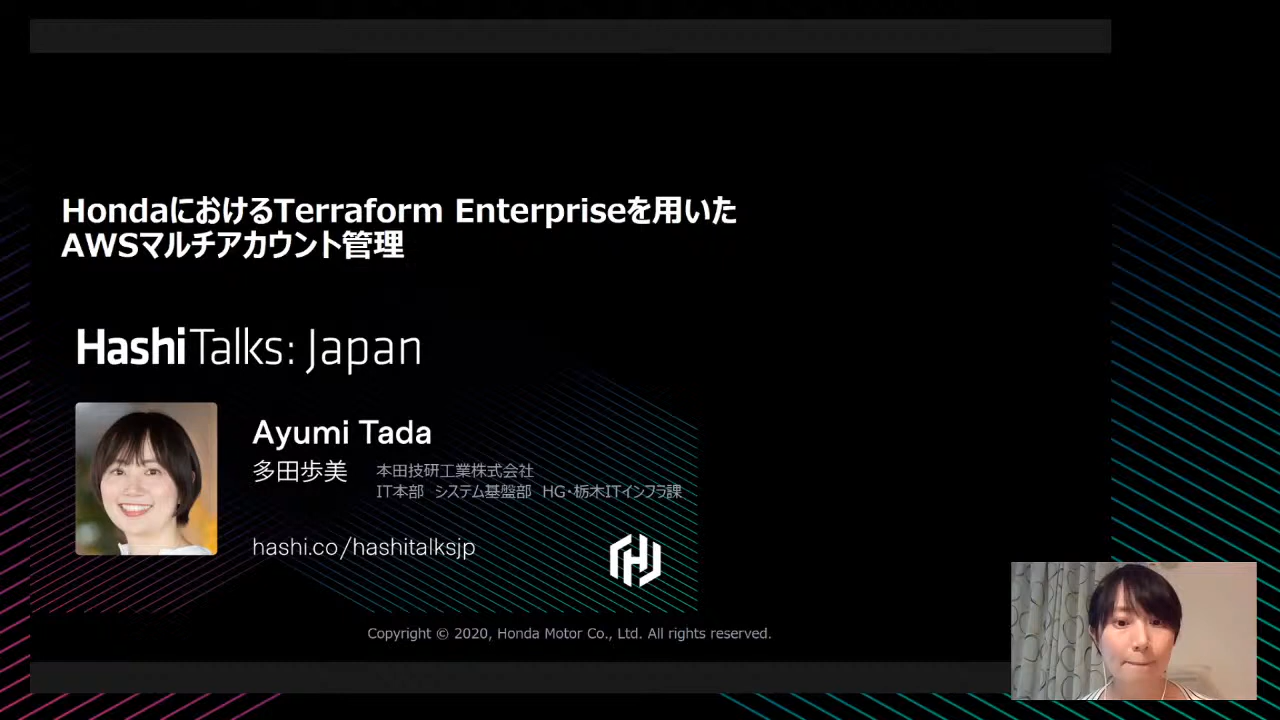 HondaにおけるTerraform Enterpriseを用いた
AWSマルチアカウント管理
HashiTalks: Japan
Ayumi Tada
多田歩美
本田技研工業株式会社
IT本部 システム基盤部 HG・栃木ITインフラ課
hashi.co/hashitalksjp
Copyright © 2020, Honda Motor Co., Ltd. All rights reserved.